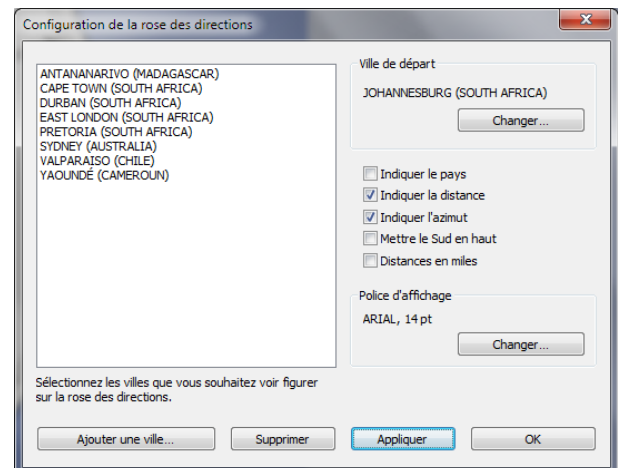 Configuration de la rose des directions
ANTANANARIVO (MADAGASCAR)
CAPE TOWN (SOUTH AFRICA)
DURBAN (SOUTH AFRICA)
EAST LONDON (SOUTH AFRICA)
PRETORIA (SOUTH AFRICA)
SYDNEY (AUSTRALIA)
VALPARAISO (CHILE)
YAOUNDÉ (CAMEROUN)
Sélectionnez les villes que vous souhaitez voir figurer
sur la rose des directions.
Ville de départ
JOHANNESBURG (SOUTH AFRICA)
Changer...
Indiquer le pays
Indiquer la distance
Indiquer l'azimut
Mettre le Sud en haut
Distances en miles
Police d'affichage
ARIAL, 14 pt
Changer...
Ajouter une ville...
Supprimer
Appliquer
OK